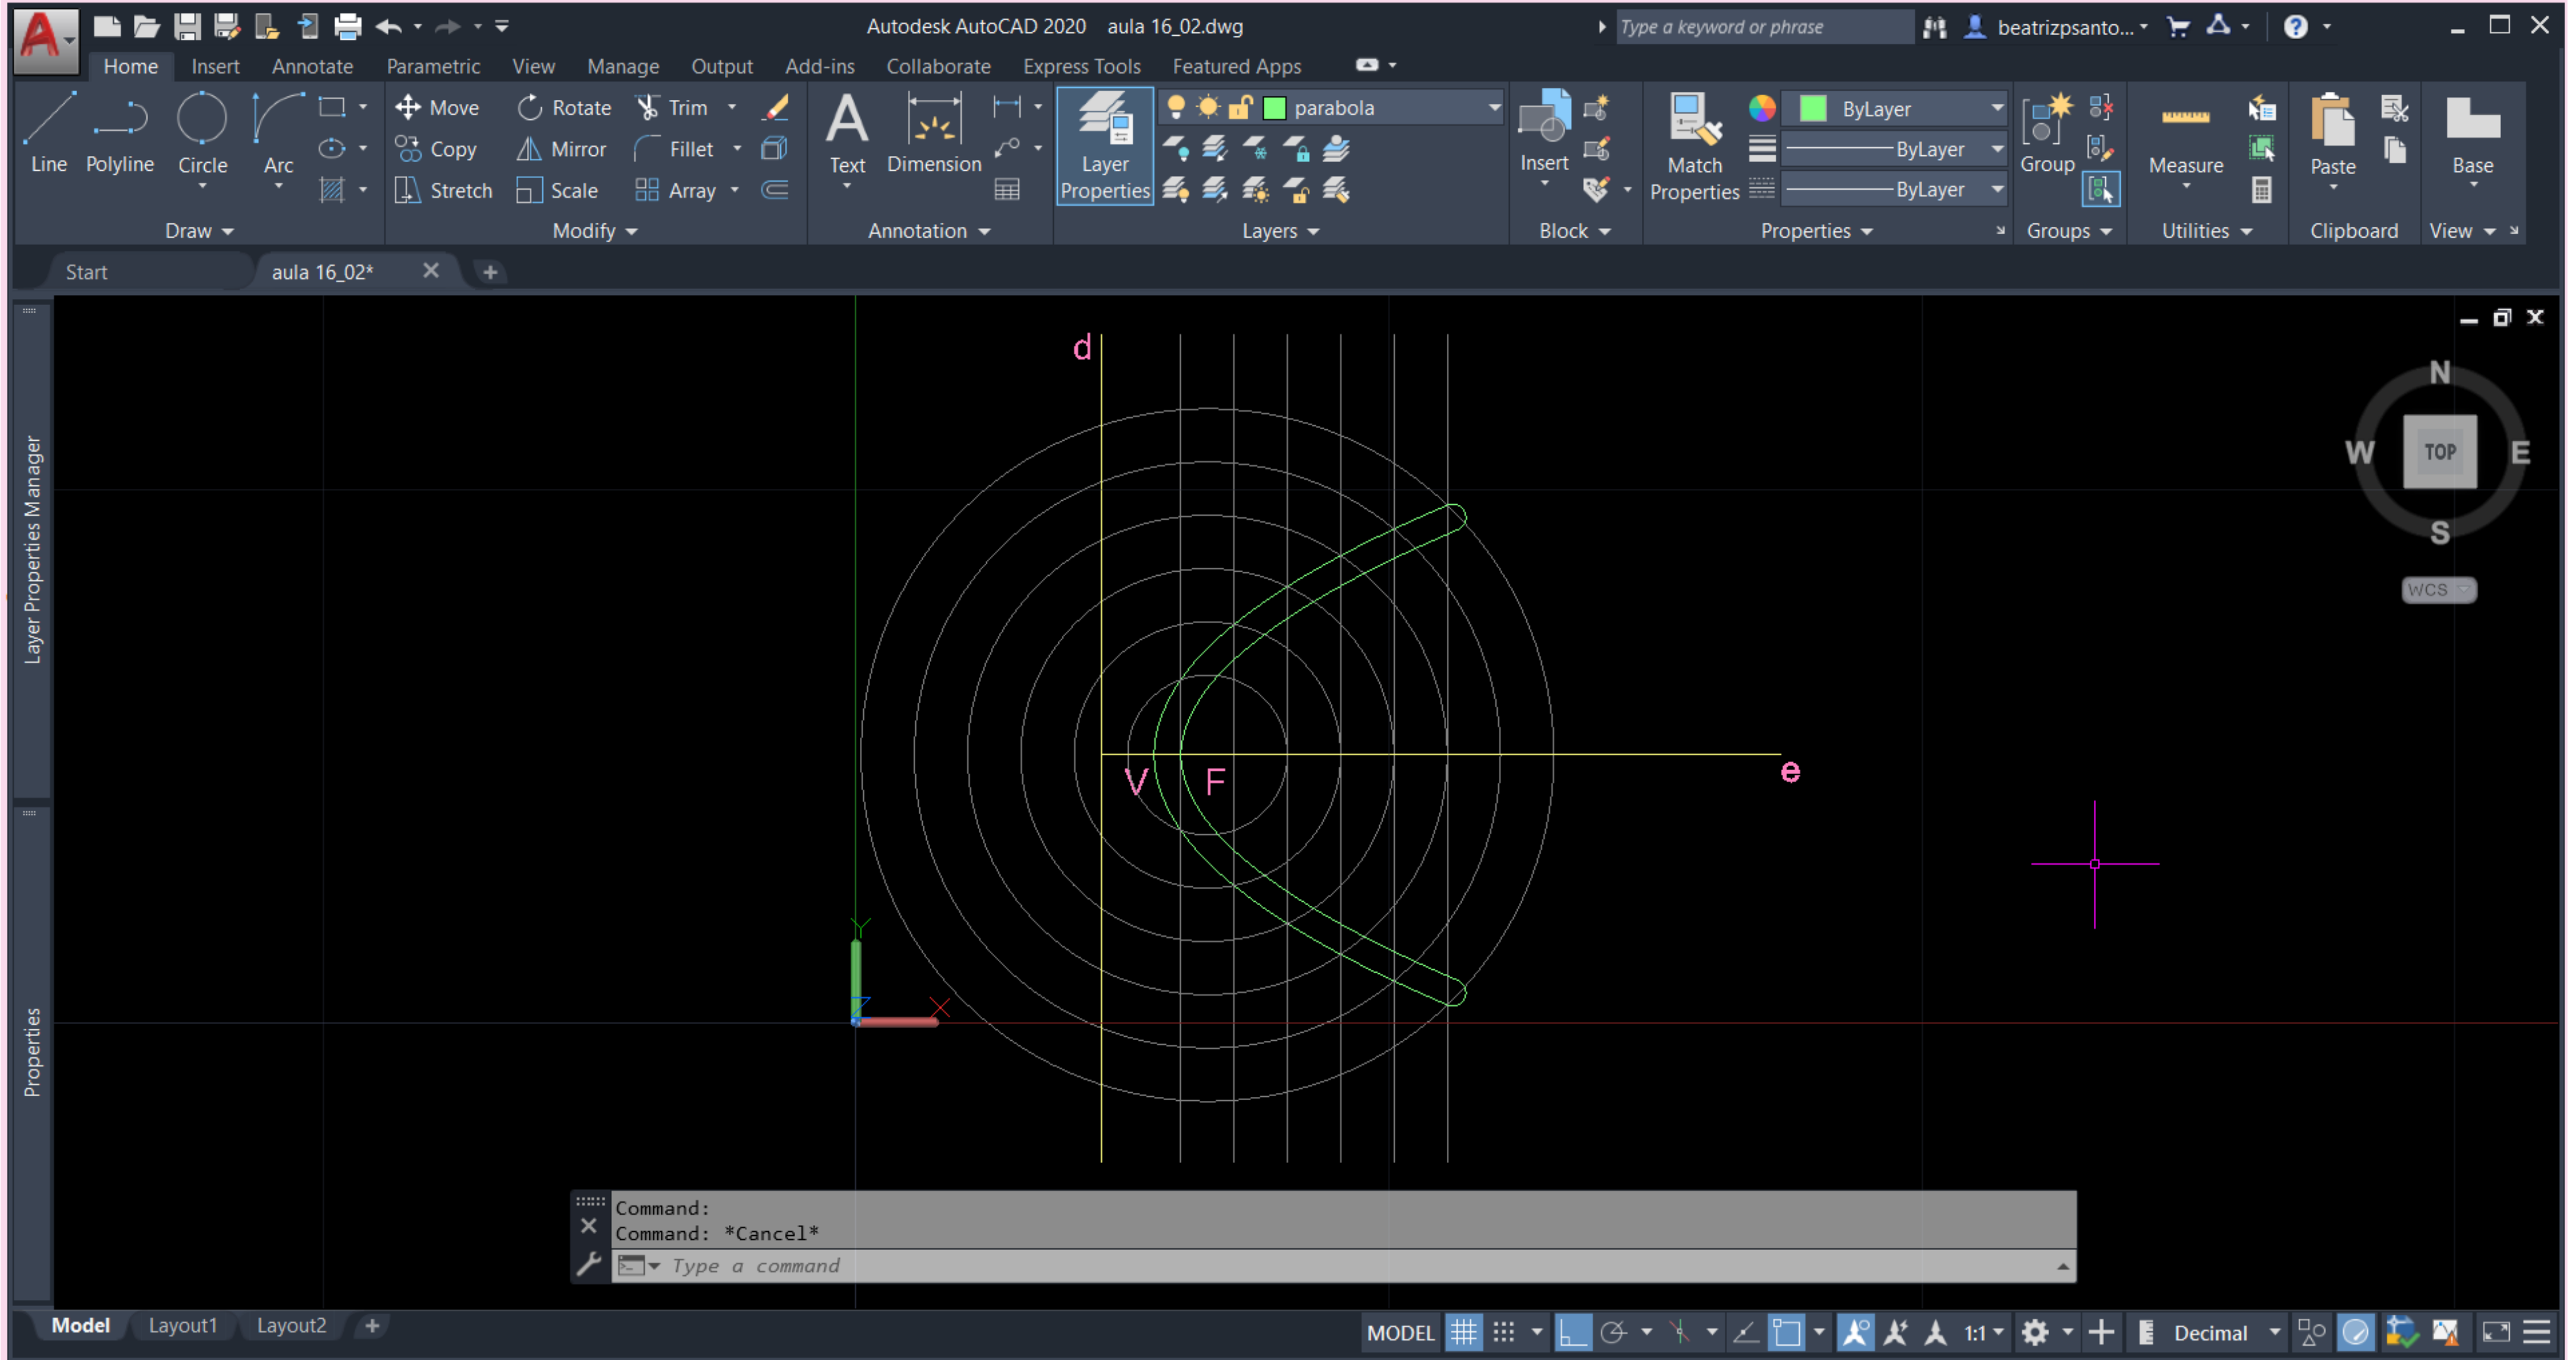 Autodesk AutoCAD 2020 aula 16_02.dwg
Type a keyword or phrase
beatrizpsanto...
Home Insert Annotate Parametric View Manage Output Add-ins Collaborate Express Tools Featured Apps
Line Polyline Circle Arc
Draw
Move Rotate Trim
Copy Mirror Fillet
Stretch Scale Array
Modify
Text Dimension
Annotation
Layer Properties
parabola
Layers
Insert
Block
Match Properties
ByLayer
ByLayer
ByLayer
Properties
Group
Groups
Measure
Utilities
Paste
Clipboard
Base
View
Start aula 16_02*
Layer Properties Manager
Properties
d
V F e
Y
X
N
W TOP E
S
WCS
Command:
Command: *Cancel*
Type a command
Model Layout1 Layout2
MODEL 1:1 Decimal